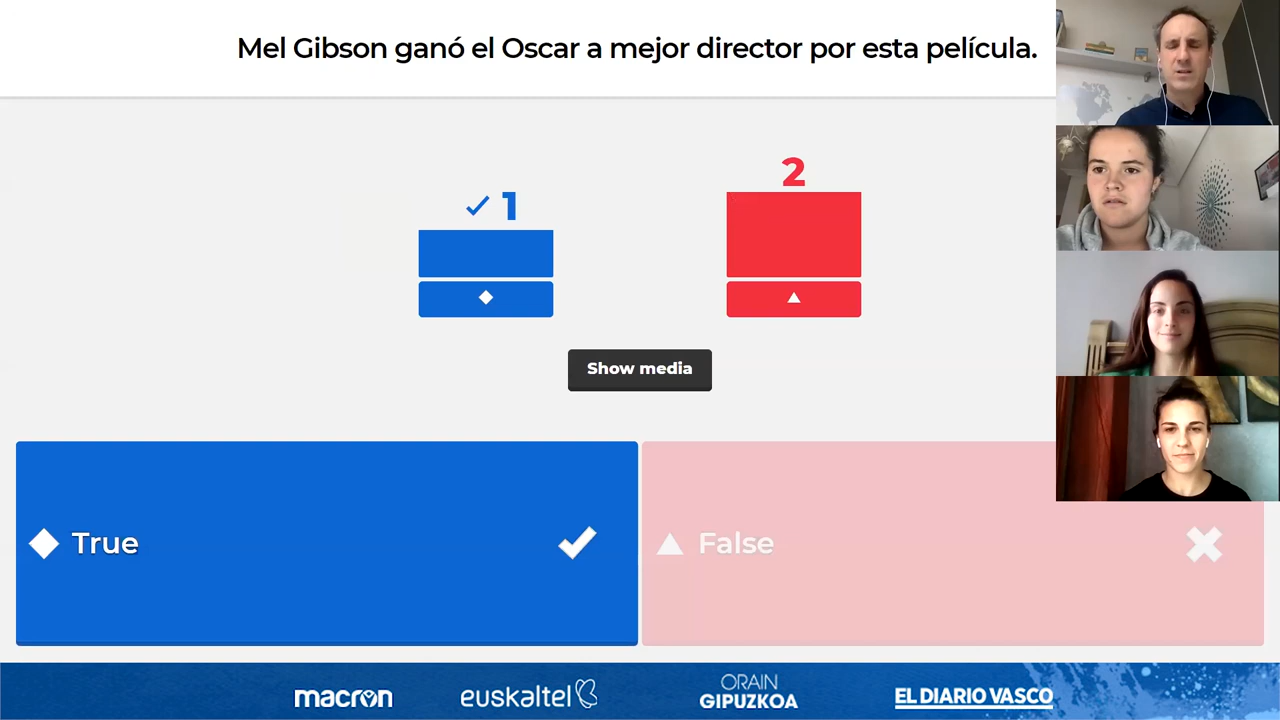 Mel Gibson ganó el Oscar a mejor director por esta película.
1
2
Show media
True
False
macron
euskaltel
ORAIN
GIPUZKOA
EL DIARIO VASCO